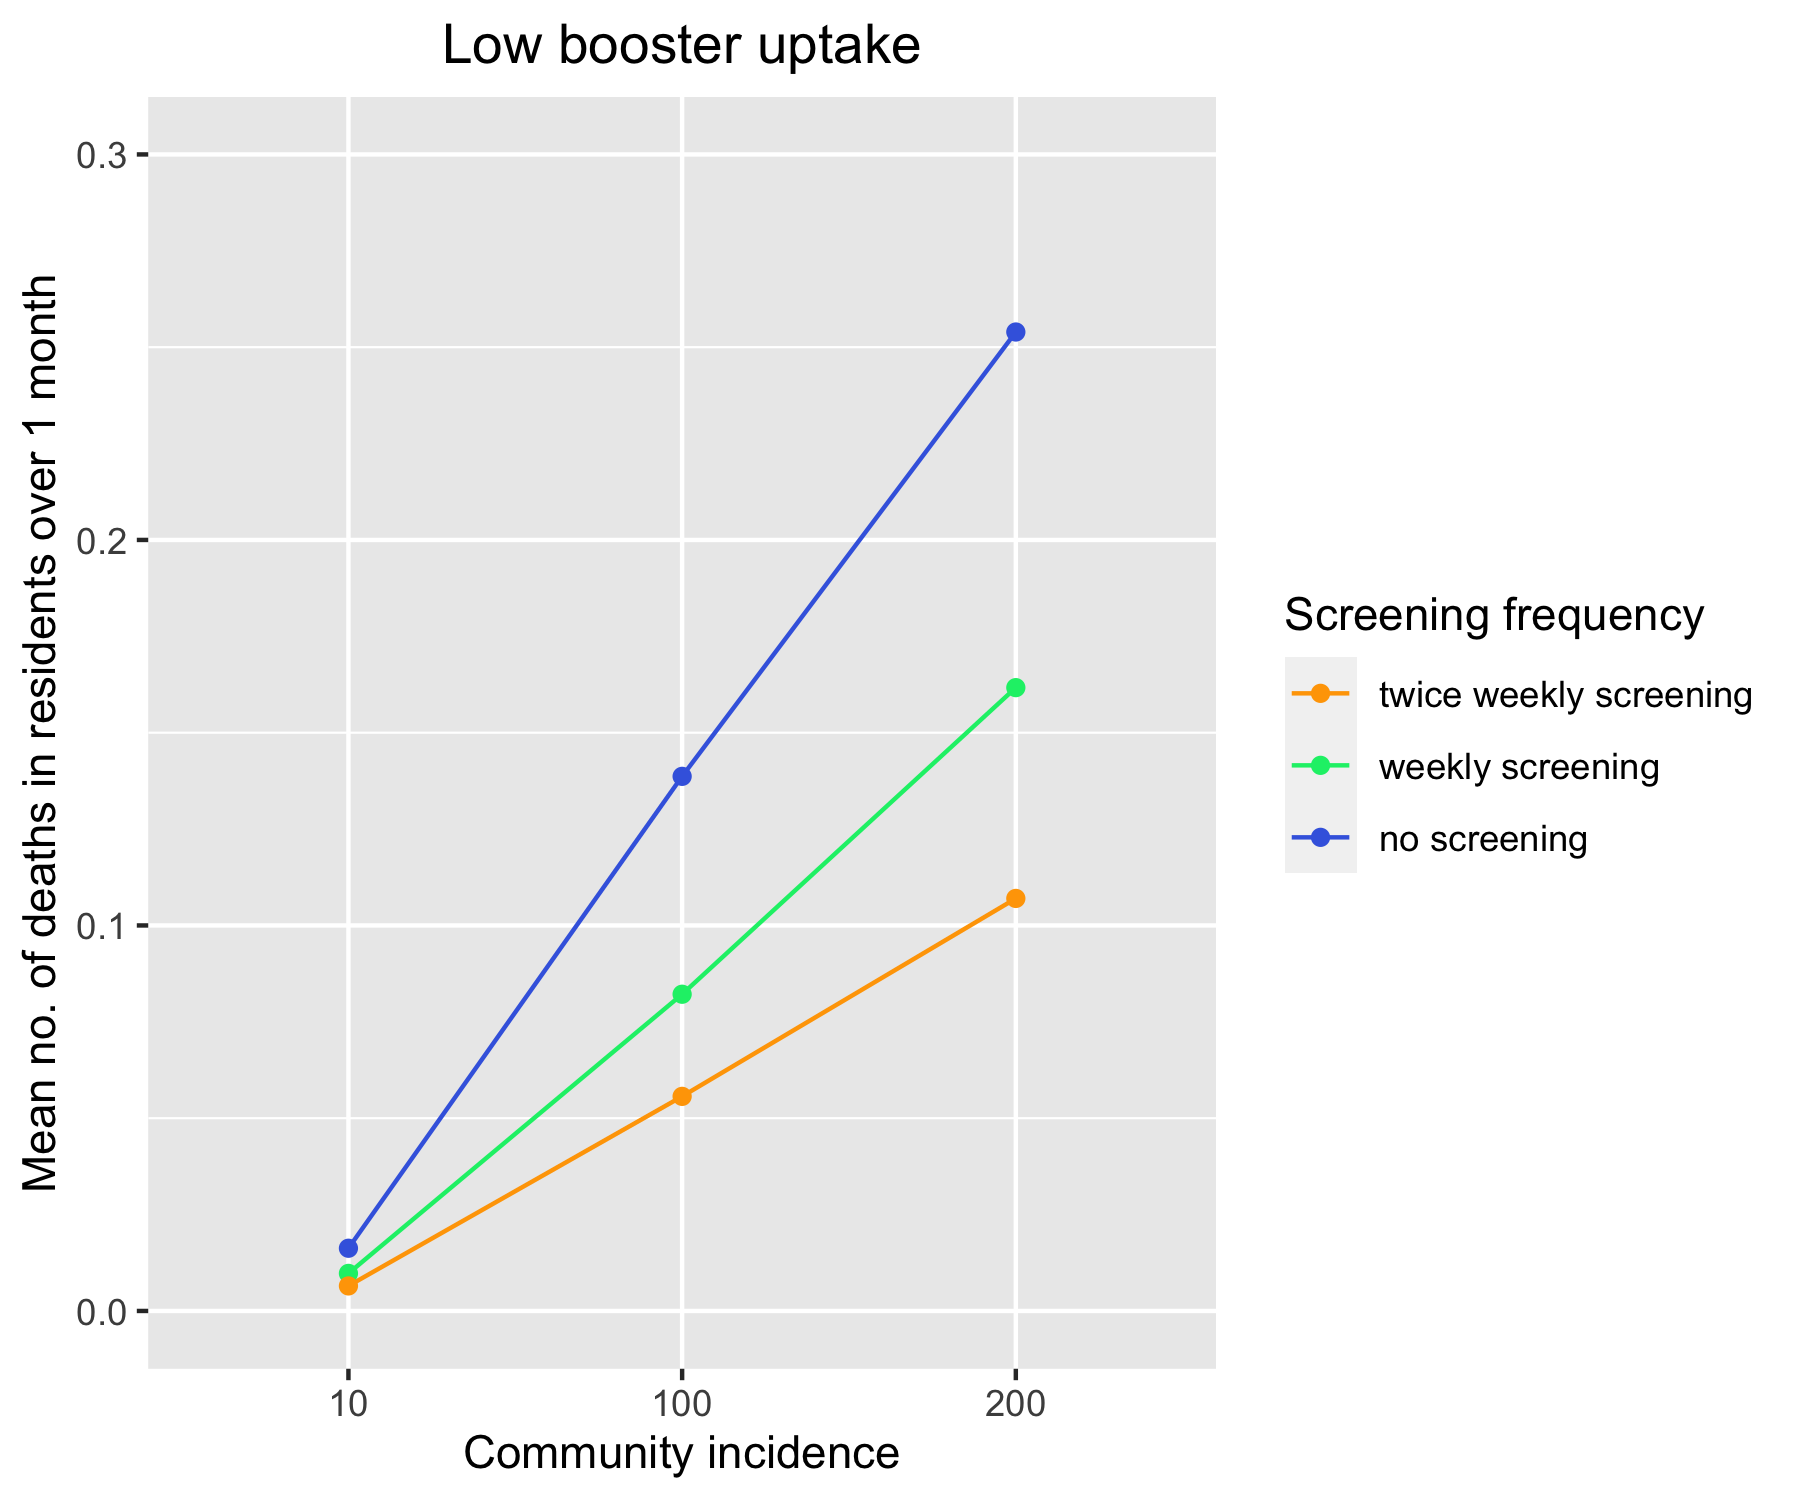 Low booster uptake
Mean no. of deaths in residents over 1 month
0.3
0.2
0.1
0.0
10 100 200
Community incidence
Screening frequency
twice weekly screening
weekly screening
no screening